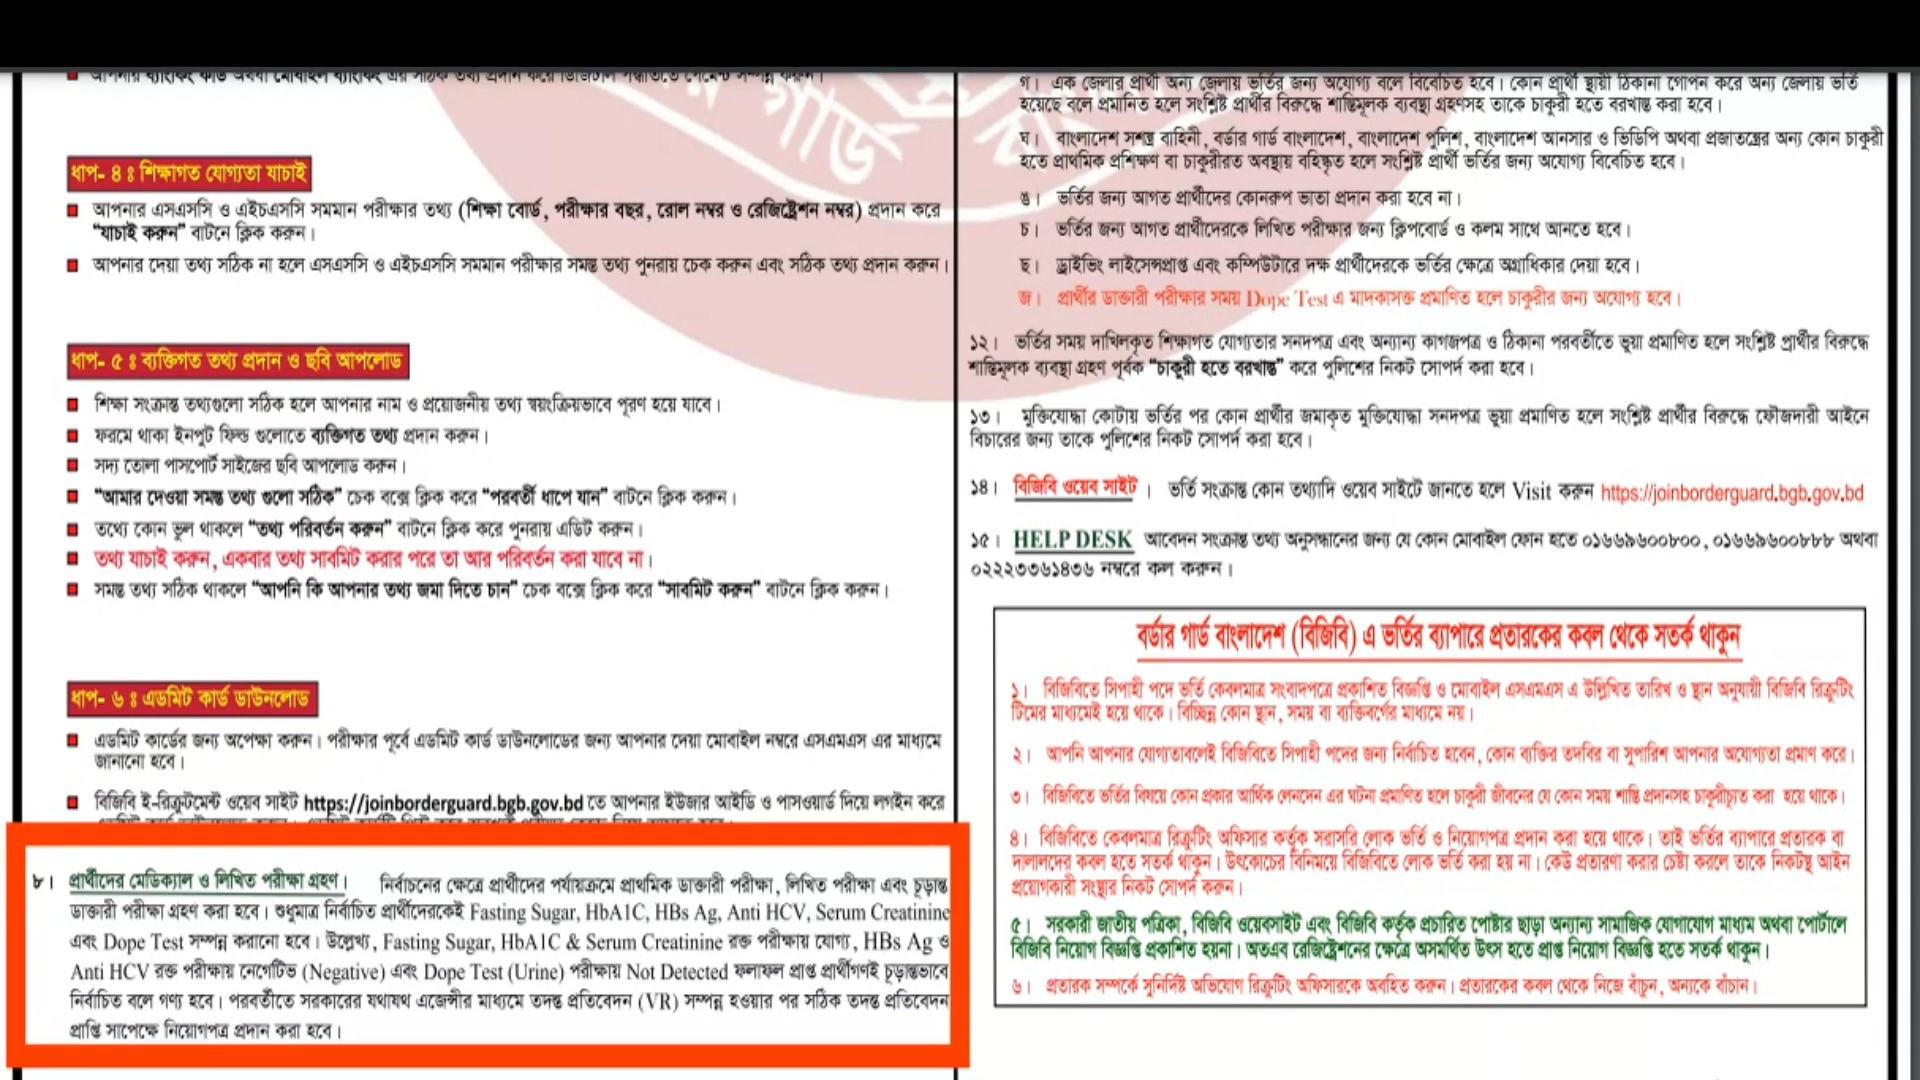 আপনার ব্যাংকিং কার্ড অথবা মোবাইল ব্যাংকিং এর সঠিক তথ্য প্রদান করে ডিজিটাল পদ্ধতিতে পেমেন্ট সম্পন্ন করুন।
ধাপ- ৪ : শিক্ষাগত যোগ্যতা যাচাই
আপনার এসএসসি ও এইচএসসি সমমান পরীক্ষার তথ্য (শিক্ষা বোর্ড, পরীক্ষার বছর, রোল নম্বর ও রেজিষ্ট্রেশন নম্বর) প্রদান করে
“যাচাই করুন” বাটনে ক্লিক করুন।
আপনার দেয়া তথ্য সঠিক না হলে এসএসসি ও এইচএসসি সমমান পরীক্ষার সমস্ত তথ্য পুনরায় চেক করুন এবং সঠিক তথ্য প্রদান করুন।
ধাপ- ৫ : ব্যক্তিগত তথ্য প্রদান ও ছবি আপলোড
শিক্ষা সংক্রান্ত তথ্যগুলো সঠিক হলে আপনার নাম ও প্রয়োজনীয় তথ্য স্বয়ংক্রিয়ভাবে পূরণ হয়ে যাবে।
ফরমে থাকা ইনপুট ফিল্ড গুলোতে ব্যক্তিগত তথ্য প্রদান করুন।
সদ্য তোলা পাসপোর্ট সাইজের ছবি আপলোড করুন।
“আমার দেওয়া সমস্ত তথ্য গুলো সঠিক” চেক বক্সে ক্লিক করে “পরবর্তী ধাপে যান” বাটনে ক্লিক করুন।
তথ্যে কোন ভুল থাকলে “তথ্য পরিবর্তন করুন” বাটনে ক্লিক করে পুনরায় এডিট করুন।
তথ্য যাচাই করুন, একবার তথ্য সাবমিট করার পরে তা আর পরিবর্তন করা যাবে না।
সমস্ত তথ্য সঠিক থাকলে “আপনি কি আপনার তথ্য জমা দিতে চান” চেক বক্সে ক্লিক করে “সাবমিট করুন” বাটনে ক্লিক করুন।
ধাপ- ৬ : এডমিট কার্ড ডাউনলোড
এডমিট কার্ডের জন্য অপেক্ষা করুন। পরীক্ষার পূর্বে এডমিট কার্ড ডাউনলোডের জন্য আপনার দেয়া মোবাইল নম্বরে এসএমএস এর মাধ্যমে
জানানো হবে।
বিজিবি ই-রিক্রুটমেন্ট ওয়েব সাইট https://joinborderguard.bgb.gov.bd তে আপনার ইউজার আইডি ও পাসওয়ার্ড দিয়ে লগইন করে
৮। প্রার্থীদের মেডিক্যাল ও লিখিত পরীক্ষা গ্রহণ। নির্বাচনের ক্ষেত্রে প্রার্থীদের পর্যায়ক্রমে প্রাথমিক ডাক্তারী পরীক্ষা, লিখিত পরীক্ষা এবং চূড়ান্ত
ডাক্তারী পরীক্ষা গ্রহণ করা হবে। শুধুমাত্র নির্বাচিত প্রার্থীদেরকেই Fasting Sugar, HbA1C, HBs Ag, Anti HCV, Serum Creatinine
এবং Dope Test সম্পন্ন করানো হবে। উল্লেখ্য, Fasting Sugar, HbA1C & Serum Creatinine রক্ত পরীক্ষায় যোগ্য, HBs Ag ও
Anti HCV রক্ত পরীক্ষায় নেগেটিভ (Negative) এবং Dope Test (Urine) পরীক্ষায় Not Detected ফলাফল প্রাপ্ত প্রার্থীগণই চূড়ান্তভাবে
নির্বাচিত বলে গণ্য হবে। পরবর্তীতে সরকারের যথাযথ এজেন্সীর মাধ্যমে তদন্ত প্রতিবেদন (VR) সম্পন্ন হওয়ার পর সঠিক তদন্ত প্রতিবেদন
প্রাপ্তি সাপেক্ষে নিয়োগপত্র প্রদান করা হবে।
গ। এক জেলার প্রার্থী অন্য জেলায় ভর্তির জন্য অযোগ্য বলে বিবেচিত হবে। কোন প্রার্থী স্থায়ী ঠিকানা গোপন করে অন্য জেলায় ভর্তি
হয়েছে বলে প্রমানিত হলে সংশ্লিষ্ট প্রার্থীর বিরুদ্ধে শাস্তিমূলক ব্যবস্থা গ্রহণসহ তাকে চাকুরী হতে বরখাস্ত করা হবে।
ঘ। বাংলাদেশ সশস্ত্র বাহিনী, বর্ডার গার্ড বাংলাদেশ, বাংলাদেশ পুলিশ, বাংলাদেশ আনসার ও ভিডিপি অথবা প্রজাতন্ত্রের অন্য কোন চাকুরী
হতে প্রাথমিক প্রশিক্ষণ বা চাকুরীরত অবস্থায় বহিষ্কৃত হলে সংশ্লিষ্ট প্রার্থী ভর্তির জন্য অযোগ্য বিবেচিত হবে।
ঙ। ভর্তির জন্য আগত প্রার্থীদের কোনরুপ ভাতা প্রদান করা হবে না।
চ। ভর্তির জন্য আগত প্রার্থীদেরকে লিখিত পরীক্ষার জন্য ক্লিপবোর্ড ও কলম সাথে আনতে হবে।
ছ। ড্রাইভিং লাইসেন্সপ্রাপ্ত এবং কম্পিউটারে দক্ষ প্রার্থীদেরকে ভর্তির ক্ষেত্রে অগ্রাধিকার দেয়া হবে।
জ। প্রার্থীর ডাক্তারী পরীক্ষার সময় Dope Test এ মাদকাসক্ত প্রমাণিত হলে চাকুরীর জন্য অযোগ্য হবে।
১২। ভর্তির সময় দাখিলকৃত শিক্ষাগত যোগ্যতার সনদপত্র এবং অন্যান্য কাগজপত্র ও ঠিকানা পরবর্তীতে ভুয়া প্রমাণিত হলে সংশ্লিষ্ট প্রার্থীর বিরুদ্ধে
শাস্তিমূলক ব্যবস্থা গ্রহণ পূর্বক “চাকুরী হতে বরখাস্ত” করে পুলিশের নিকট সোপর্দ করা হবে।
১৩। মুক্তিযোদ্ধা কোটায় ভর্তির পর কোন প্রার্থীর জমাকৃত মুক্তিযোদ্ধা সনদপত্র ভুয়া প্রমাণিত হলে সংশ্লিষ্ট প্রার্থীর বিরুদ্ধে ফৌজদারী আইনে
বিচারের জন্য তাকে পুলিশের নিকট সোপর্দ করা হবে।
১৪। বিজিবি ওয়েব সাইট । ভর্তি সংক্রান্ত কোন তথ্যাদি ওয়েব সাইটে জানতে হলে Visit করুন https://joinborderguard.bgb.gov.bd
১৫। HELP DESK আবেদন সংক্রান্ত তথ্য অনুসন্ধানের জন্য যে কোন মোবাইল ফোন হতে ০১৬৬৯৬০০৮০০, ০১৬৬৯৬০০৮৮৮ অথবা
০২২২৩৩৬১৪৩৬ নম্বরে কল করুন।
বর্ডার গার্ড বাংলাদেশ (বিজিবি) এ ভর্তির ব্যাপারে প্রতারকের কবল থেকে সতর্ক থাকুন
১। বিজিবিতে সিপাহী পদে ভর্তি কেবলমাত্র সংবাদপত্রে প্রকাশিত বিজ্ঞপ্তি ও মোবাইল এসএমএস এ উল্লিখিত তারিখ ও স্থান অনুযায়ী বিজিবি রিক্রুটিং
টিমের মাধ্যমেই হয়ে থাকে। বিচ্ছিন্ন কোন স্থান, সময় বা ব্যক্তিবর্গের মাধ্যমে নয়।
২। আপনি আপনার যোগ্যতাবলেই বিজিবিতে সিপাহী পদের জন্য নির্বাচিত হবেন, কোন ব্যক্তির তদবির বা সুপারিশ আপনার অযোগ্যতা প্রমাণ করে।
৩। বিজিবিতে ভর্তির বিষয়ে কোন প্রকার আর্থিক লেনদেন এর ঘটনা প্রমাণিত হলে চাকুরী জীবনের যে কোন সময় শাস্তি প্রদানসহ চাকুরীচ্যূত করা হয়ে থাকে।
৪। বিজিবিতে কেবলমাত্র রিক্রুটিং অফিসার কর্তৃক সরাসরি লোক ভর্তি ও নিয়োগপত্র প্রদান করা হয়ে থাকে। তাই ভর্তির ব্যাপারে প্রতারক বা
দালালদের কবল হতে সতর্ক থাকুন। উৎকোচের বিনিময়ে বিজিবিতে লোক ভর্তি করা হয় না। কেউ প্রতারণা করার চেষ্টা করলে তাকে নিকটস্থ আইন
প্রয়োগকারী সংস্থার নিকট সোপর্দ করুন।
৫। সরকারী জাতীয় পত্রিকা, বিজিবি ওয়েবসাইট এবং বিজিবি কর্তৃক প্রচারিত পোষ্টার ছাড়া অন্যান্য সামাজিক যোগাযোগ মাধ্যম অথবা পোর্টালে
বিজিবি নিয়োগ বিজ্ঞপ্তি প্রকাশিত হয়না। অতএব রেজিষ্ট্রেশনের ক্ষেত্রে অসমর্থিত উৎস হতে প্রাপ্ত নিয়োগ বিজ্ঞপ্তি হতে সতর্ক থাকুন।
৬। প্রতারক সম্পর্কে সুনির্দিষ্ট অভিযোগ রিক্রুটিং অফিসারকে অবহিত করুন। প্রতারকের কবল থেকে নিজে বাঁচুন, অন্যকে বাঁচান।